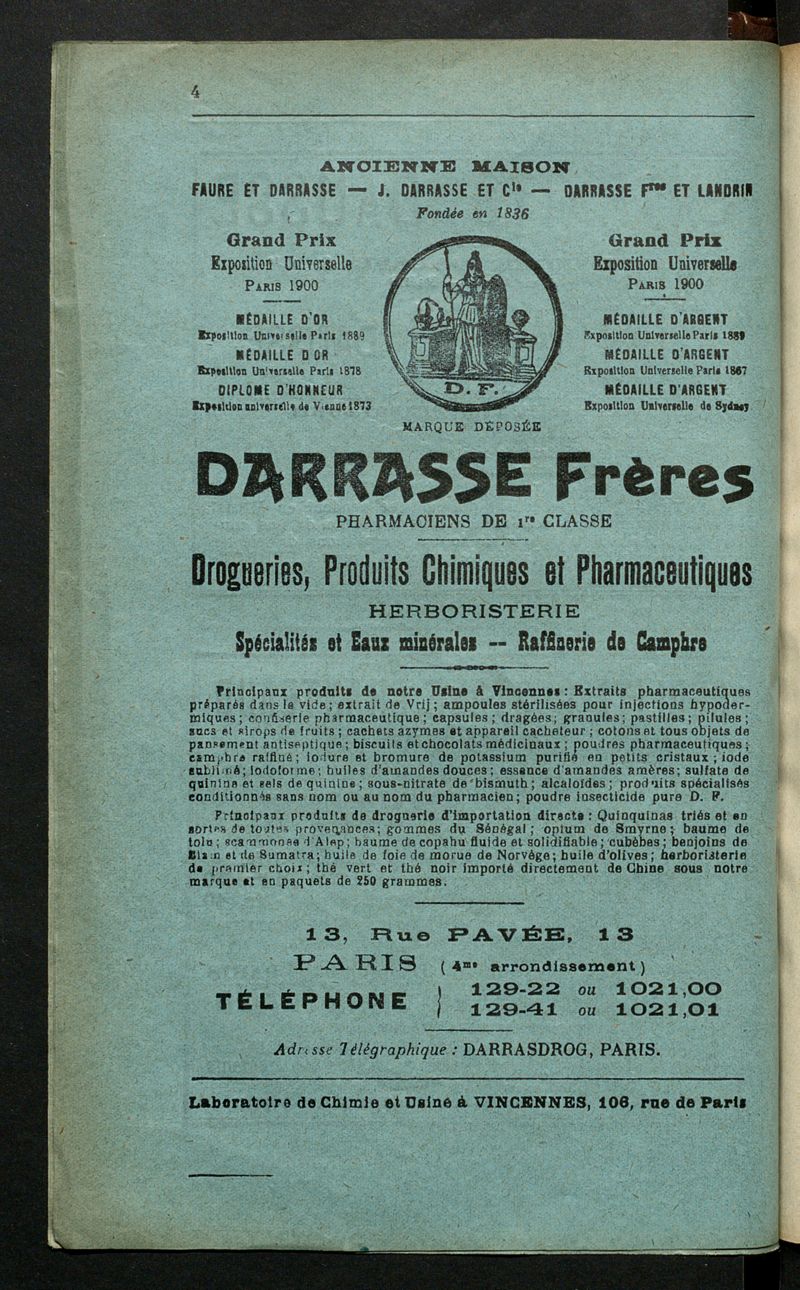 4
ANCIENNE MAISON
FAURE ET DARRASSE — J. DARRASSE ET Cie — DARRASSE Fres ET LANDRIN
Fondée en 1836
Grand Prix
Exposition Universelle
PARIS 1900
MÉDAILLE D'OR
Exposition Universelle Paris 1889
MÉDAILLE D OR
Exposition Universelle Paris 1878
DIPLOME D'HONNEUR
Exposition universelle de Vienne 1873
D. F.
MARQUE DÉPOSÉE
Grand Prix
Exposition Universelle
PARIS 1900
MÉDAILLE D'ARGENT
Exposition Universelle Paris 1889
MÉDAILLE D'ARGENT
Exposition Universelle Paris 1867
MÉDAILLE D'ARGENT
Exposition Universelle de Sydney
DARRASSE Frères
PHARMACIENS DE 1re CLASSE
Drogueries, Produits Chimiques et Pharmaceutiques
HERBORISTERIE
Spécialités et Eaux minérales -- Raffinerie de Camphre
Principaux produits de notre Usine à Vincennes : Extraits pharmaceutiques
préparés dans le vide ; extrait de Vrij ; ampoules stérilisées pour injections hypoder-
miques ; confiserie pharmaceutique ; capsules ; dragées ; granules ; pastilles ; pilules ;
sucs et sirops de fruits ; cachets azymes et appareil cacheteur ; cotons et tous objets de
pansement antiseptique ; biscuits et chocolats médicinaux ; poudres pharmaceutiques ;
camphre raffiné ; iodure et bromure de potassium purifié en petits cristaux ; iode
sublimé ; iodoforme ; huiles d'amandes douces ; essence d'amandes amères ; sulfate de
quinine et sels de quinine ; sous-nitrate de bismuth ; alcaloïdes ; produits spécialisés
conditionnés sans nom ou au nom du pharmacien ; poudre insecticide pure D. F.
Principaux produits de droguerie d'importation directe : Quinquinas triés et en
sortes de toutes provenances ; gommes du Sénégal ; opium de Smyrne ; baume de
tolu ; scammonée d'Alep ; baume de copahu fluide et solidifiable ; cubèbes ; benjoins de
Siam et de Sumatra ; huile de foie de morue de Norvège ; huile d'olives ; herboristerie
de premier choix ; thé vert et thé noir importé directement de Chine sous notre
marque et en paquets de 250 grammes.
13, Rue PAVÉE, 13
PARIS (4me arrondissement)
TÉLÉPHONE
129-22 ou 1021,00
129-41 ou 1021,01
Adresse Télégraphique : DARRASDROG, PARIS.
Laboratoire de Chimie et Usine à VINCENNES, 106, rue de Paris